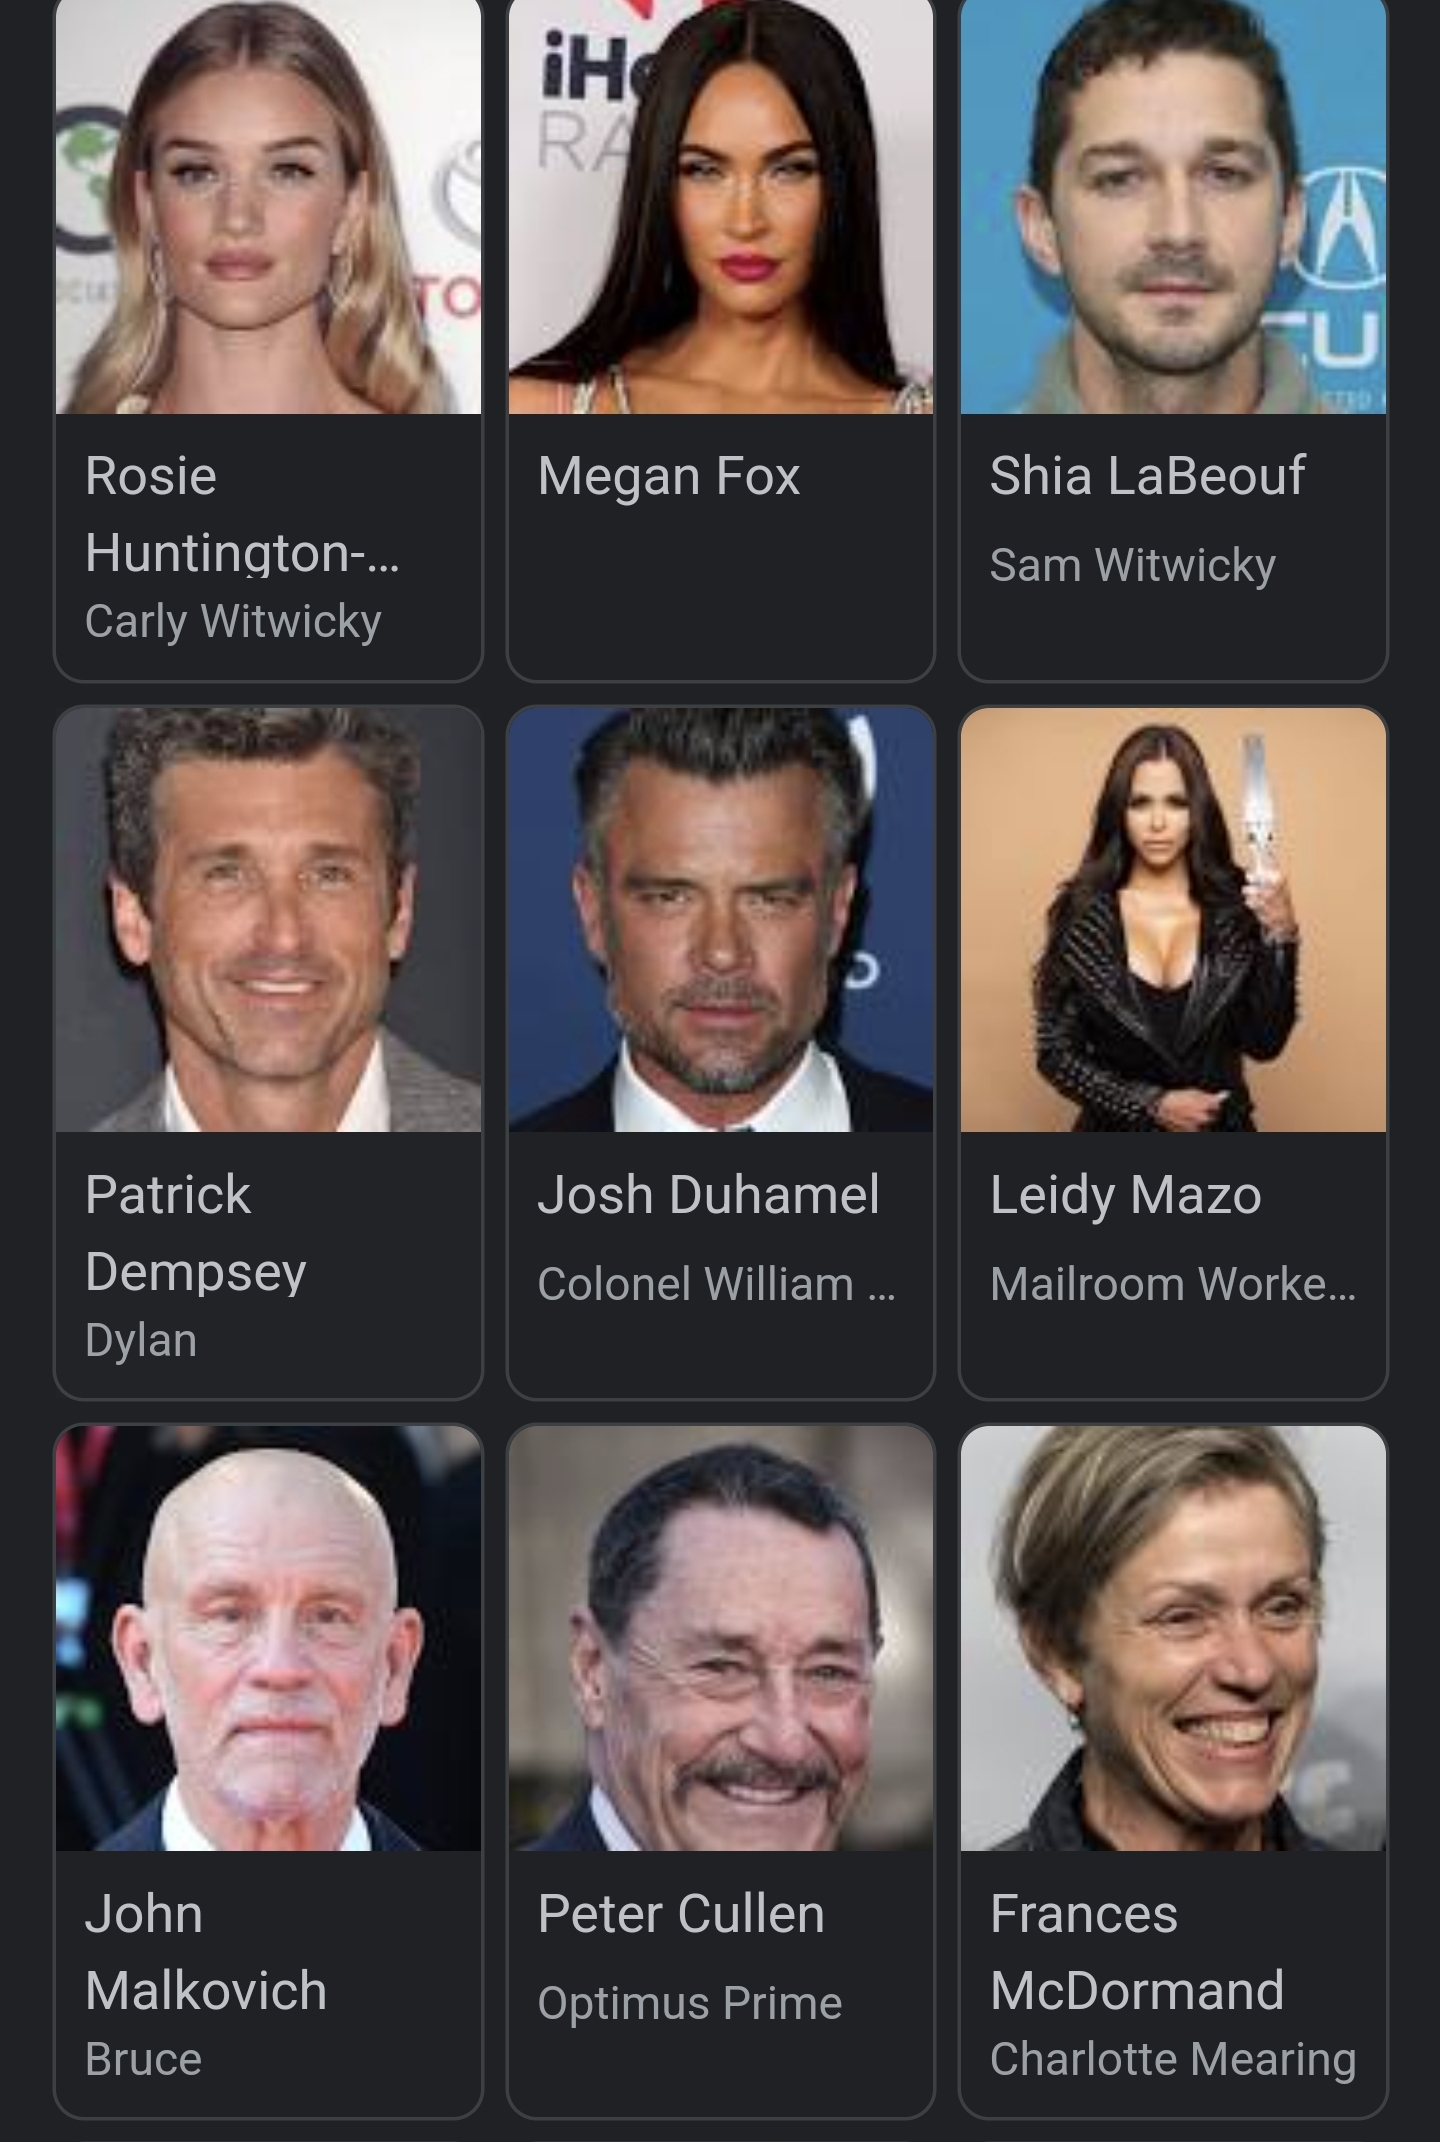 iHe
RA
TO
CU
Rosie
Huntington-...
Carly Witwicky
Megan Fox
Shia LaBeouf
Sam Witwicky
Patrick
Dempsey
Dylan
Josh Duhamel
Colonel William ...
Leidy Mazo
Mailroom Worke...
John
Malkovich
Bruce
Peter Cullen
Optimus Prime
Frances
McDormand
Charlotte Mearing